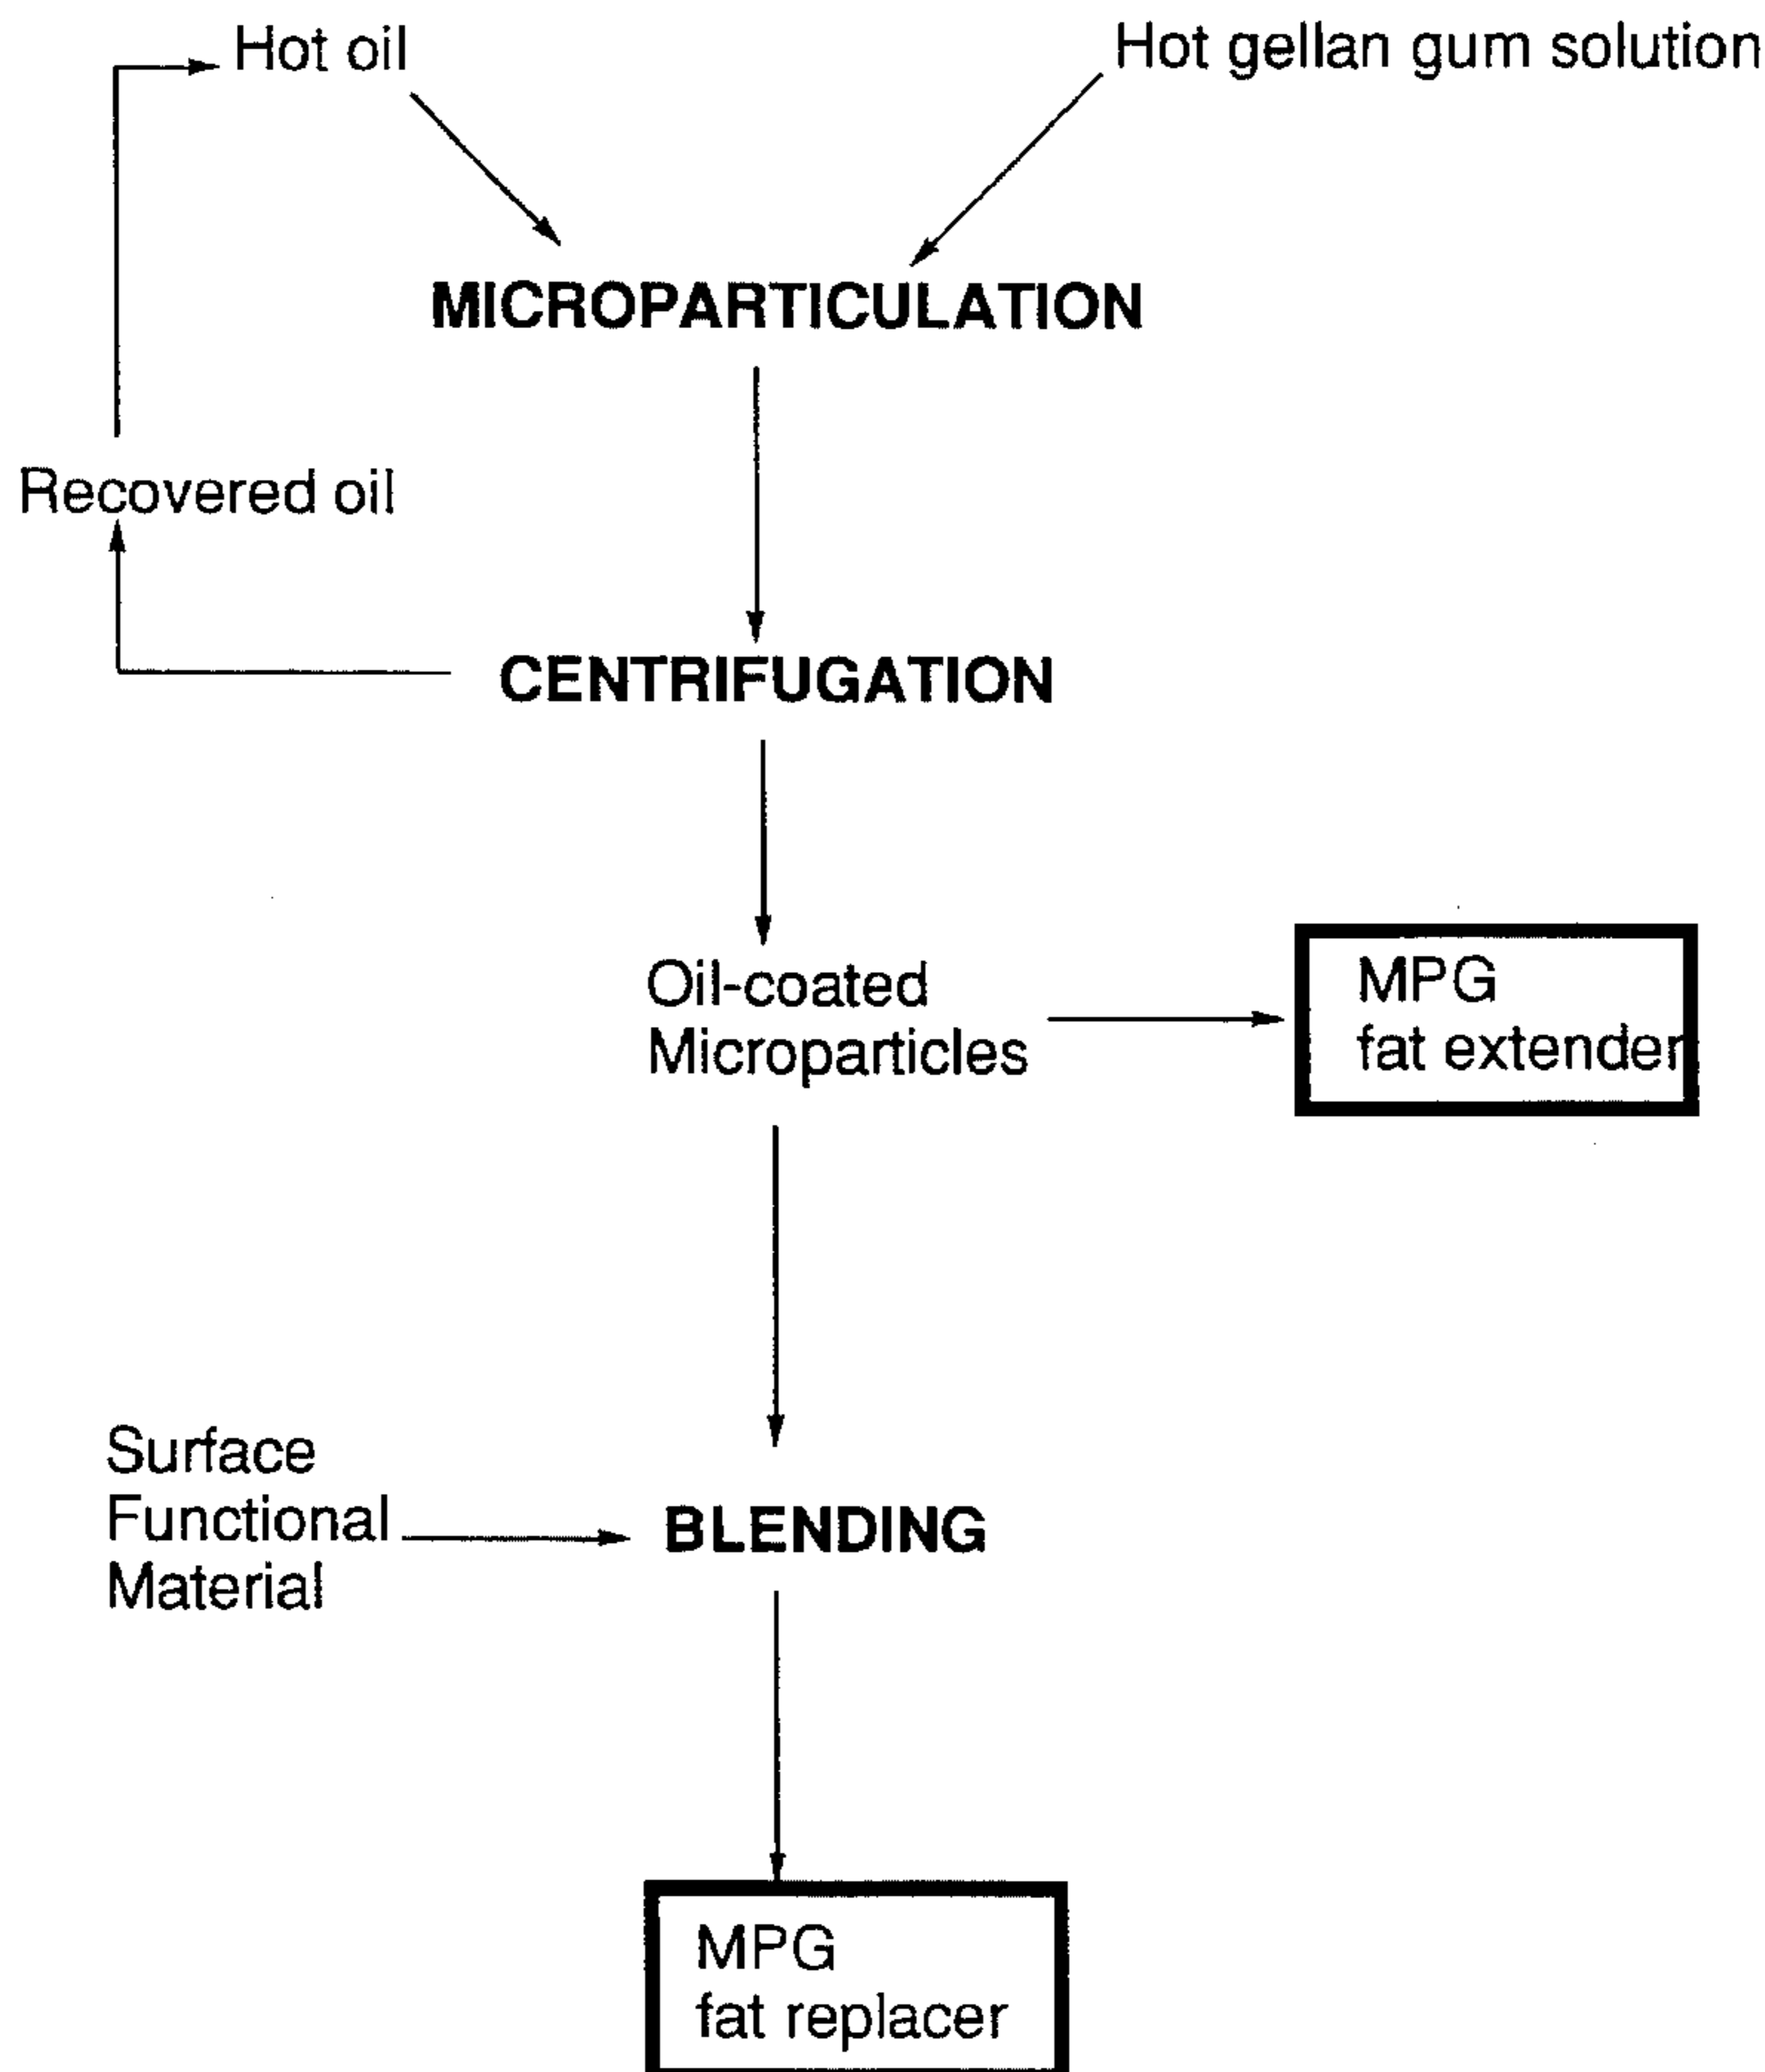 Hot oil
Hot gellan gum solution
MICROPARTICULATION
Recovered oil
CENTRIFUGATION
Oil-coated
Microparticles
MPG
fat extender
Surface
Functional
Material
BLENDING
MPG
fat replacer